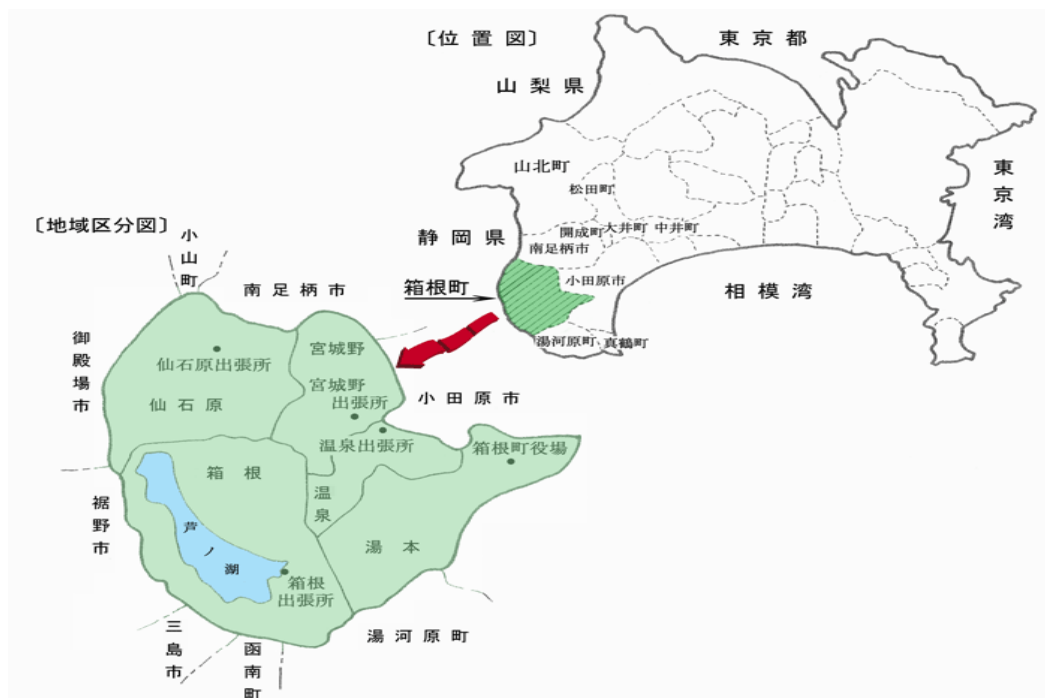 〔位置図〕
東京都
山梨県
山北町
松田町
東京湾
静岡県
開成町
大井町
中井町
南足柄市
箱根町
小田原市
相模湾
湯河原町
真鶴町
〔地域区分図〕
小山町
南足柄市
御殿場市
宮城野
仙石原出張所
宮城野
出張所
仙石原
小田原市
温泉出張所
箱根町役場
箱根
温泉
裾野市
芦ノ湖
湯本
箱根
出張所
三島市
函南町
湯河原町